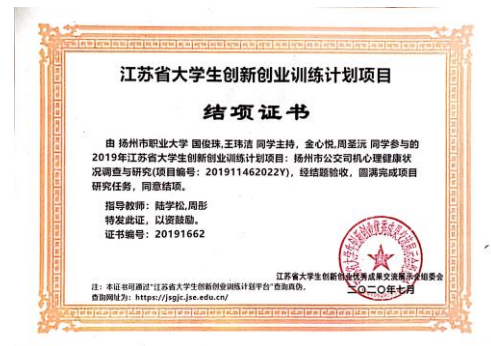 江苏省大学生创新创业训练计划项目
结项证书
由 扬州市职业大学 国俊珠,王玮洁 同学主持，金心悦,周圣沅 同学参与的
2019年江苏省大学生创新创业训练计划项目：扬州市公交司机心理健康状
况调查与研究(项目编号：201911462022Y)，经结题验收，圆满完成项目
研究任务，同意结项。
指导教师：陆学松,周彤
特发此证，以资鼓励。
证书编号：20191662
江苏省大学生创新创业优秀成果交流展示会组委会
二〇二〇年七月
注：本证书可通过"江苏省大学生创新创业训练计划平台"查询真伪。
查询网址为：https://jsgjc.jse.edu.cn/